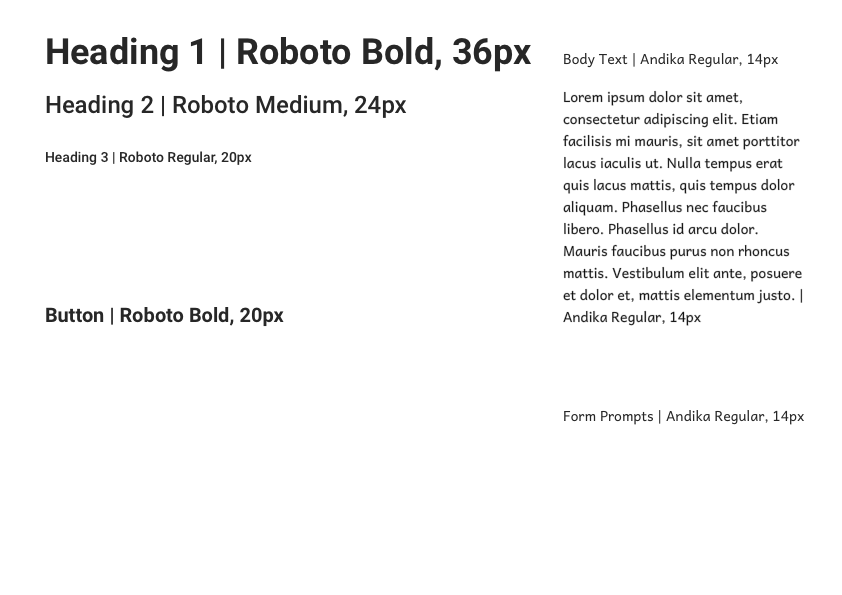 Heading 1 | Roboto Bold, 36px
Heading 2 | Roboto Medium, 24px
Heading 3 | Roboto Regular, 20px
Button | Roboto Bold, 20px
Body Text | Andika Regular, 14px
Lorem ipsum dolor sit amet,
consectetur adipiscing elit. Etiam
facilisis mi mauris, sit amet porttitor
lacus iaculis ut. Nulla tempus erat
quis lacus mattis, quis tempus dolor
aliquam. Phasellus nec faucibus
libero. Phasellus id arcu dolor.
Mauris faucibus purus non rhoncus
mattis. Vestibulum elit ante, posuere
et dolor et, mattis elementum justo. |
Andika Regular, 14px
Form Prompts | Andika Regular, 14px